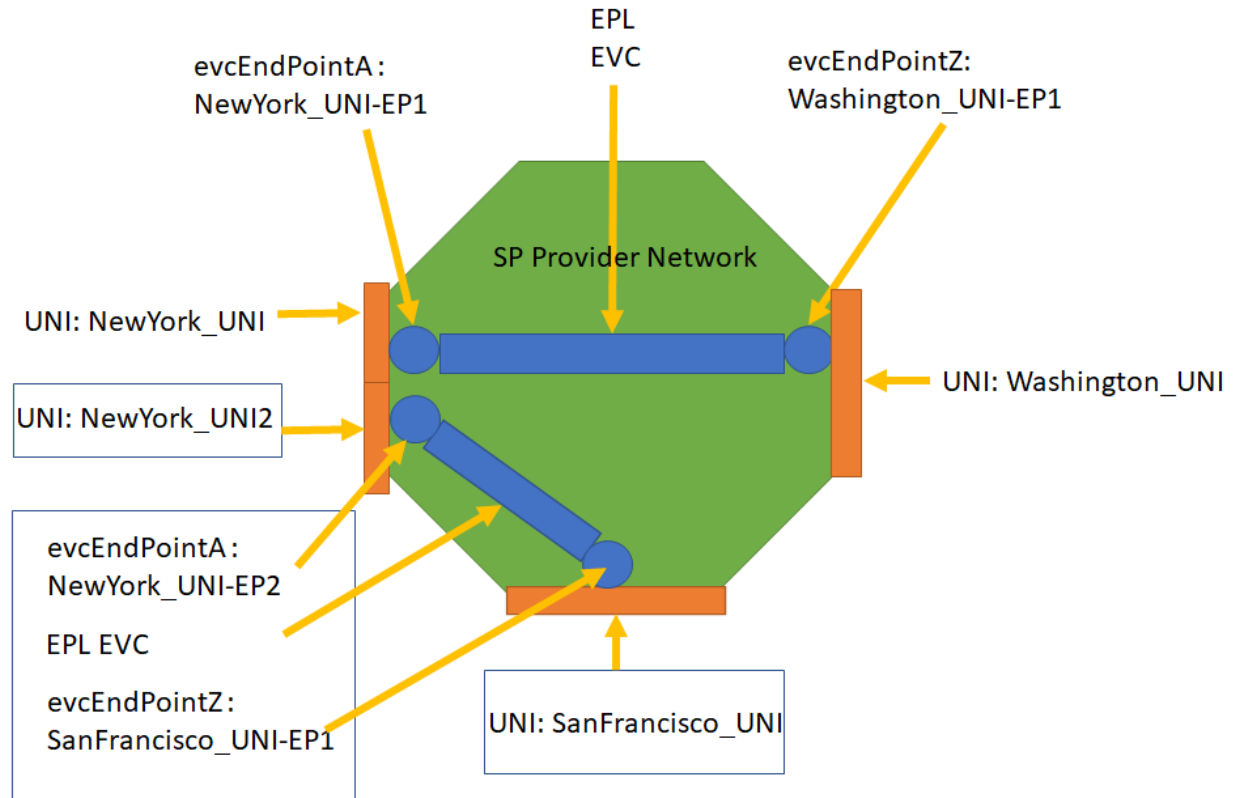 EPL
EVC
evcEndPointA :
NewYork_UNI-EP1
evcEndPointZ:
Washington_UNI-EP1
SP Provider Network
UNI: NewYork_UNI
UNI: Washington_UNI
UNI: NewYork_UNI2
evcEndPointA :
NewYork_UNI-EP2
EPL EVC
evcEndPointZ :
SanFrancisco_UNI-EP1
UNI: SanFrancisco_UNI